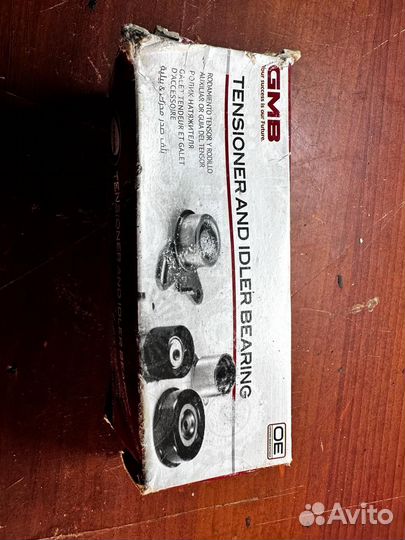 GMB
Your success is our Future.
TENSIONER AND IDLER BEARING
RODAMIENTO TENSOR Y RODILLO
AUXILIAR OR GUIA DEL TENSOR
РОЛИК НАТЯЖИТЕЛЯ
GALET TENDEUR ET GALET
D'ACCESSOIRE
OE
TENSIONER AND IDLER BE
Avito